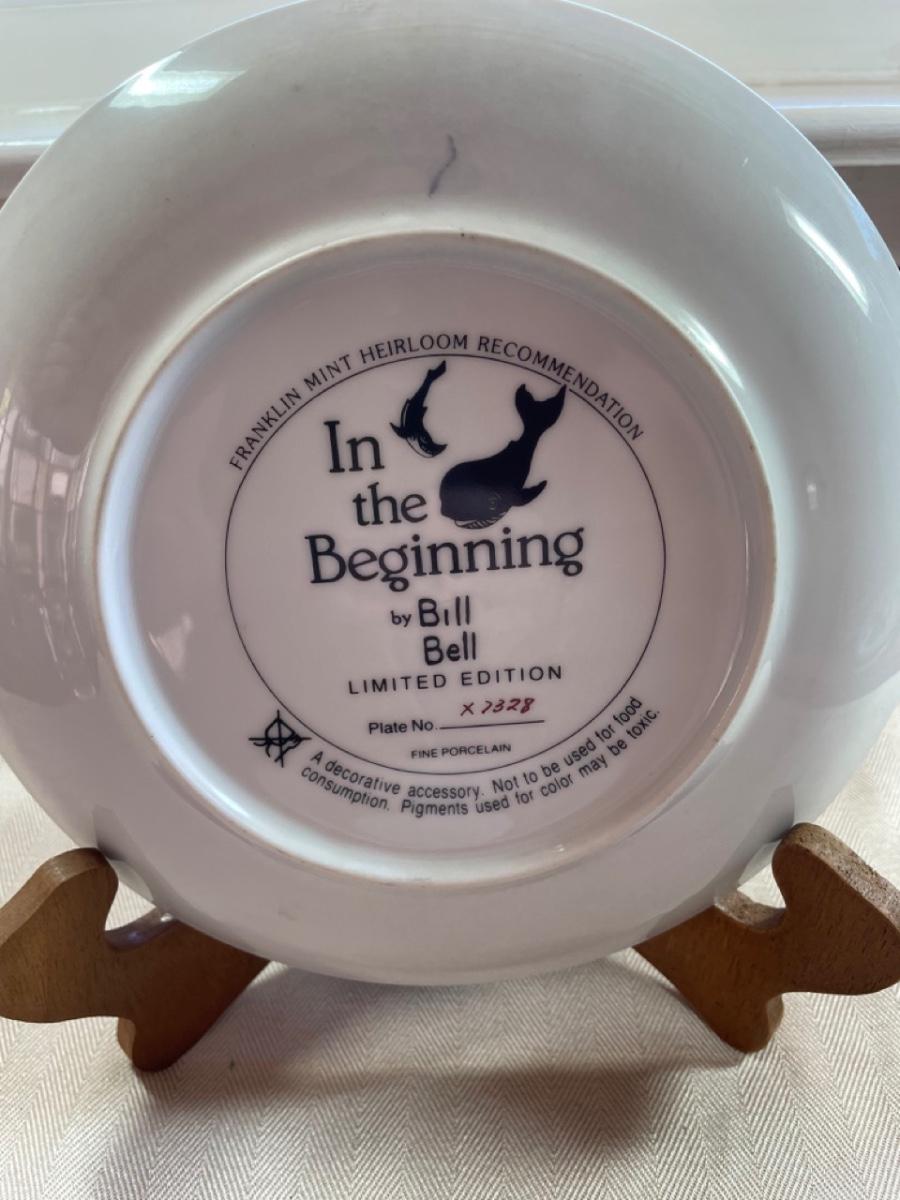 FRANKLIN MINT HEIRLOOM RECOMMENDATION
In
the
Beginning
by Bill
Bell
LIMITED EDITION
Plate No. X7328
FINE PORCELAIN
A decorative accessory. Not to be used for food
consumption. Pigments used for color may be toxic.